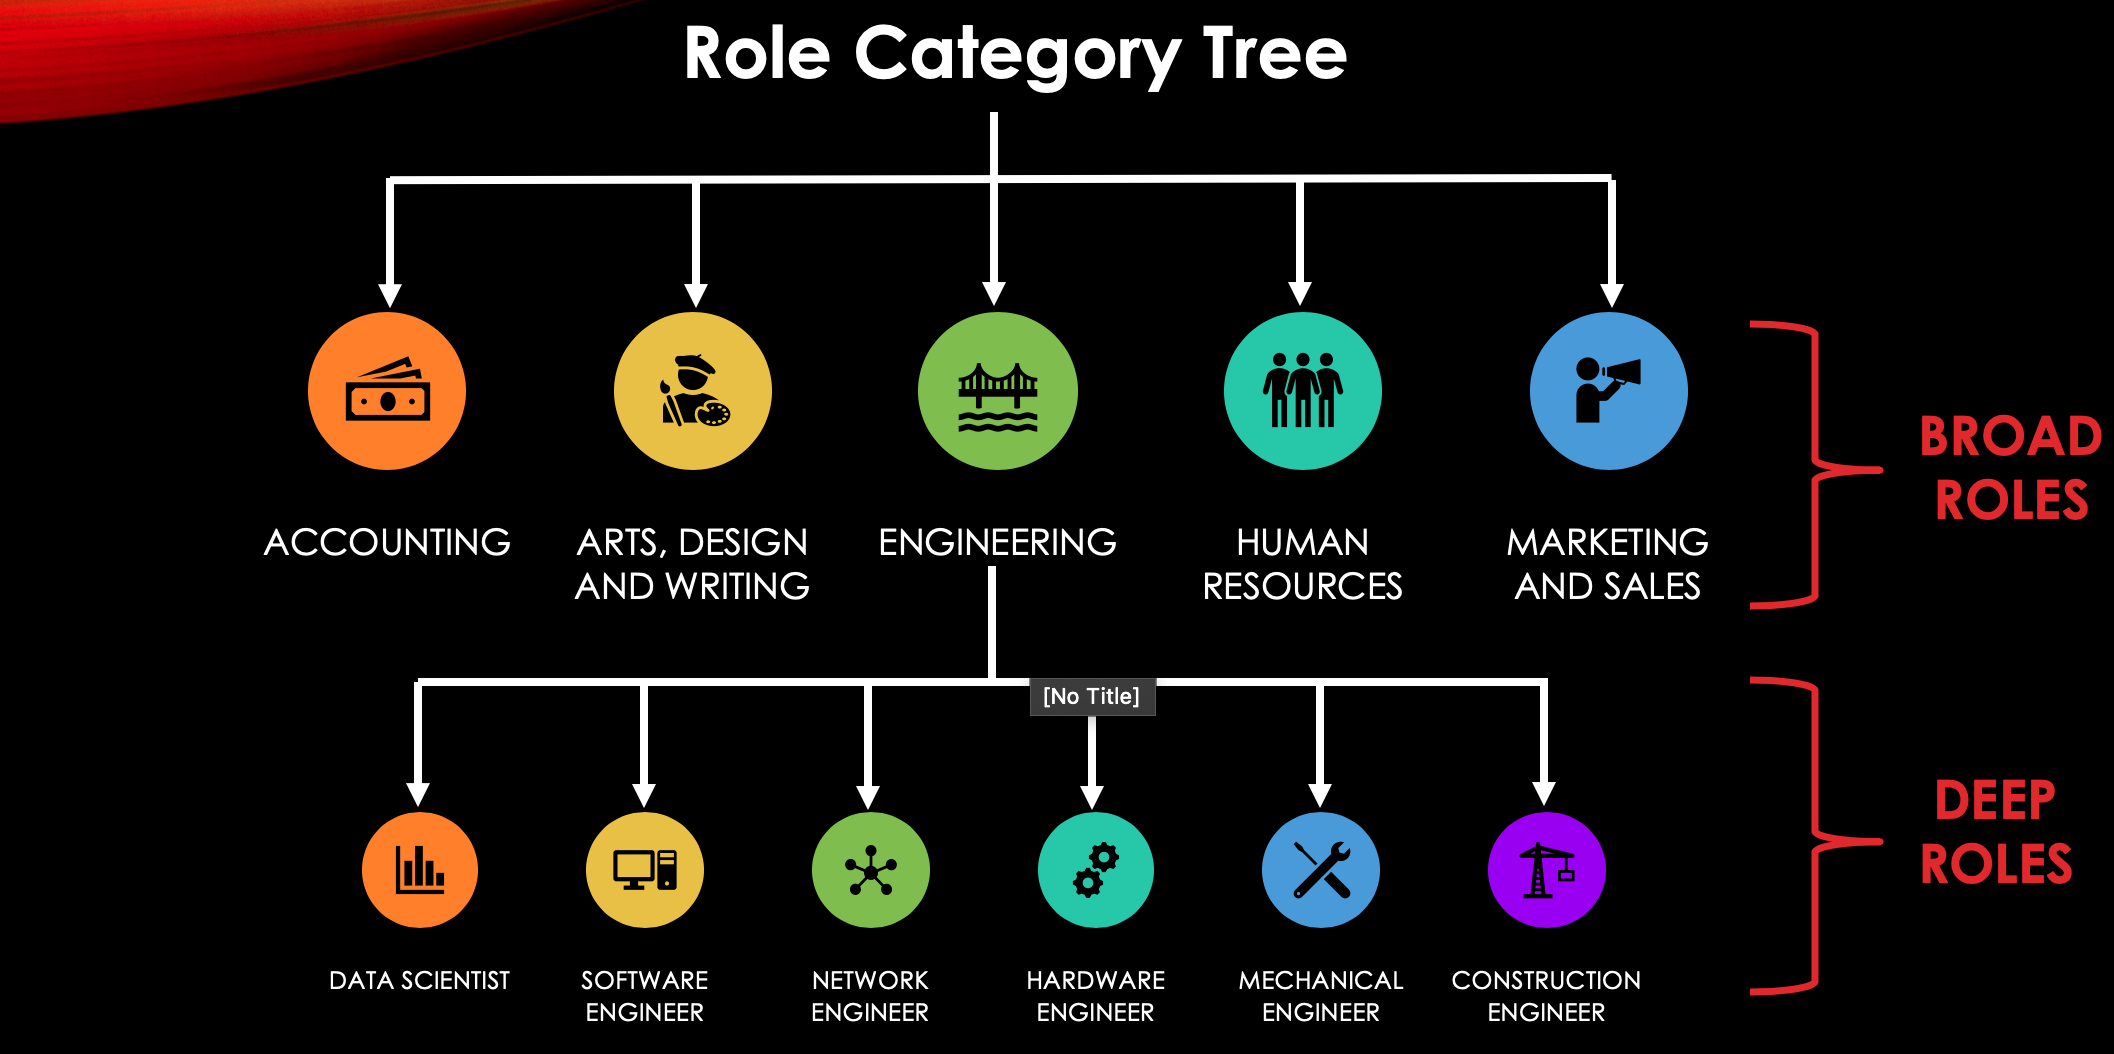 Role Category Tree
ACCOUNTING
ARTS, DESIGN
AND WRITING
ENGINEERING
HUMAN
RESOURCES
MARKETING
AND SALES
BROAD
ROLES
[No Title]
DATA SCIENTIST
SOFTWARE
ENGINEER
NETWORK
ENGINEER
HARDWARE
ENGINEER
MECHANICAL
ENGINEER
CONSTRUCTION
ENGINEER
DEEP
ROLES